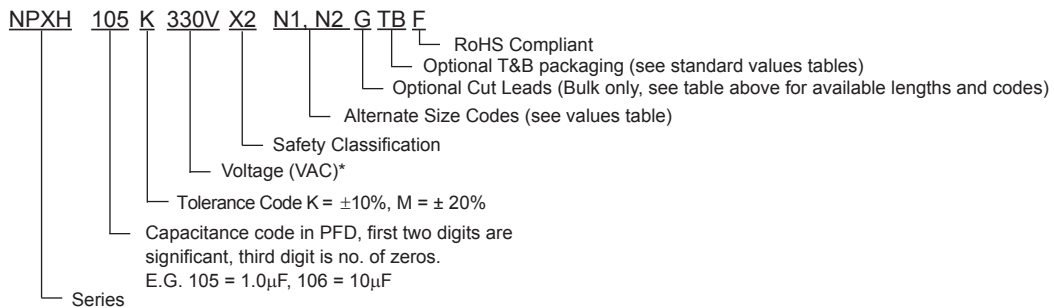 NPXH 105 K 330V X2 N1, N2 G TB F
RoHS Compliant
Optional T&B packaging (see standard values tables)
Optional Cut Leads (Bulk only, see table above for available lengths and codes)
Alternate Size Codes (see values table)
Safety Classification
Voltage (VAC)*
Tolerance Code K = ±10%, M = ± 20%
Capacitance code in PFD, first two digits are
significant, third digit is no. of zeros.
E.G. 105 = 1.0µF, 106 = 10µF
Series